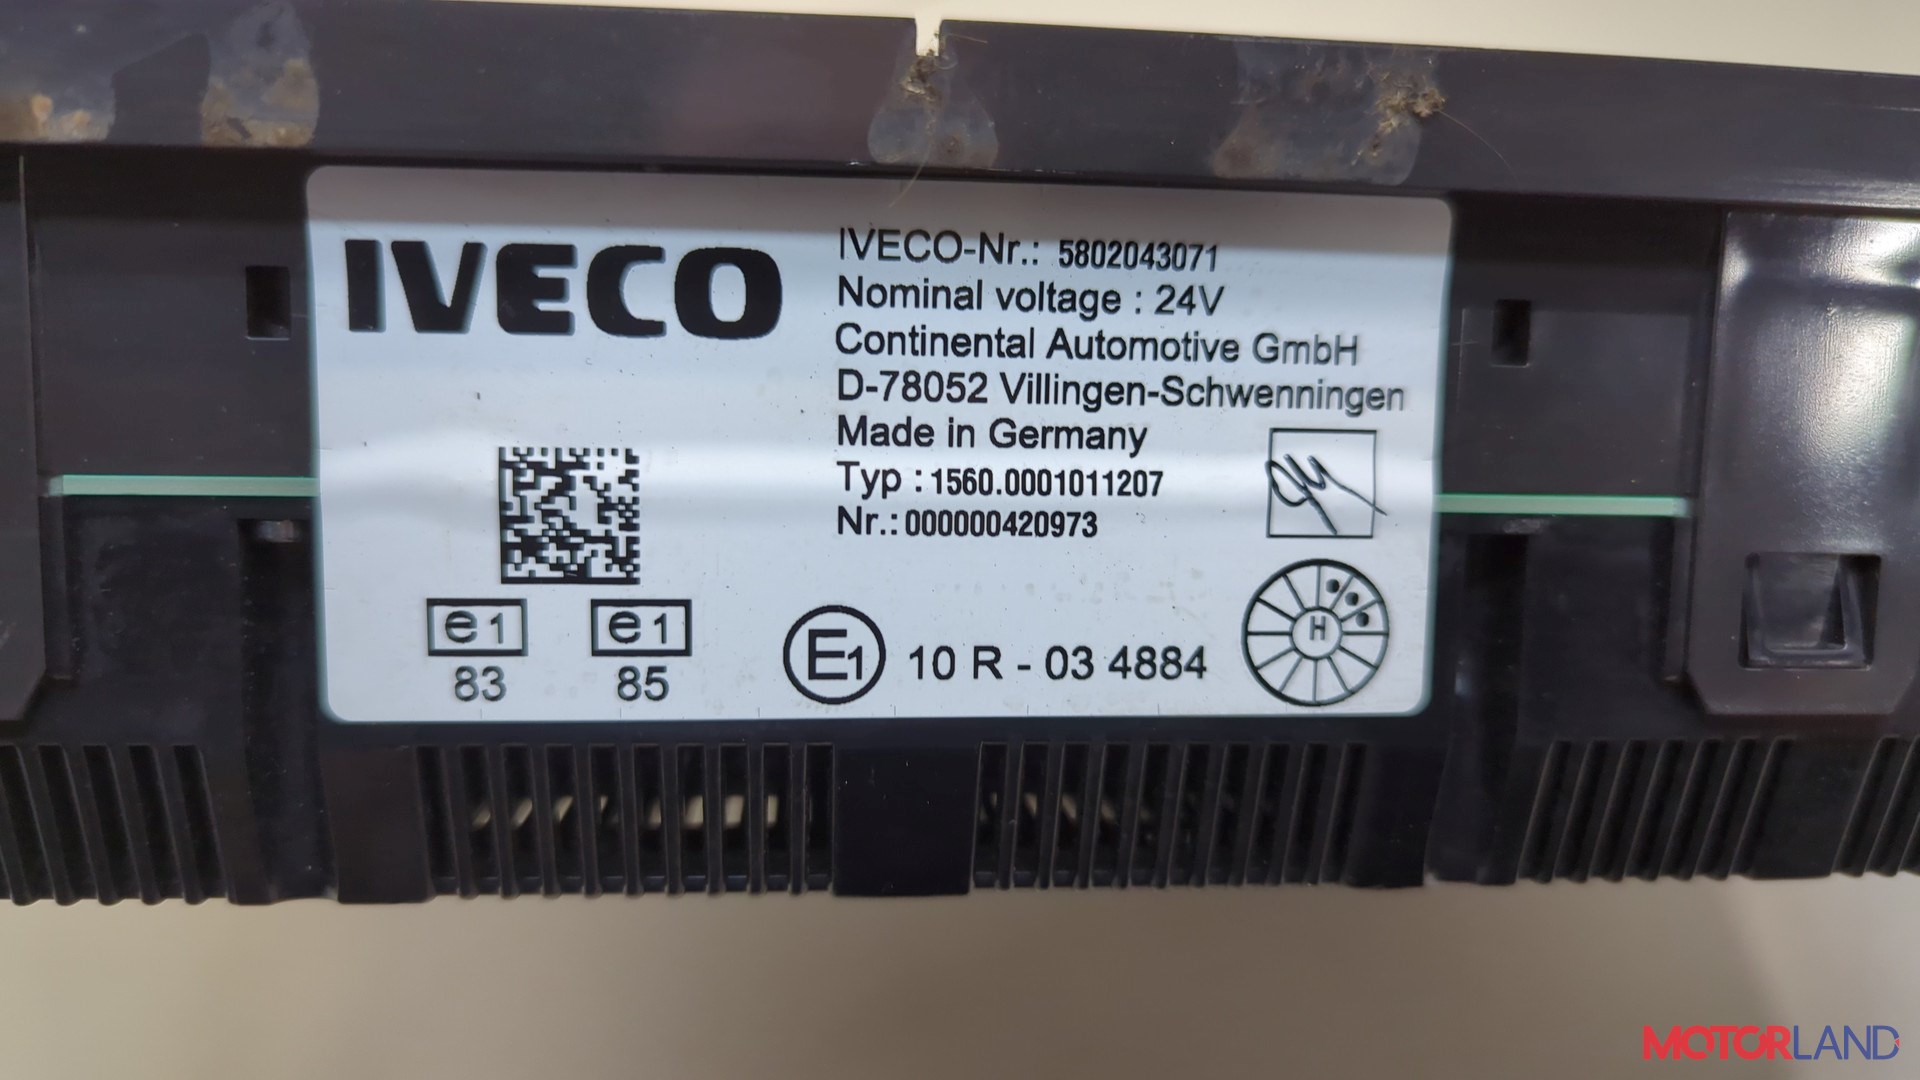 IVECO
IVECO-Nr.: 5802043071
Nominal voltage : 24V
Continental Automotive GmbH
D-78052 Villingen-Schwenningen
Made in Germany
Typ : 1560.0001011207
Nr.: 000000420973
e1
83
e1
85
E1 10 R - 03 4884
H
MOTORLAND